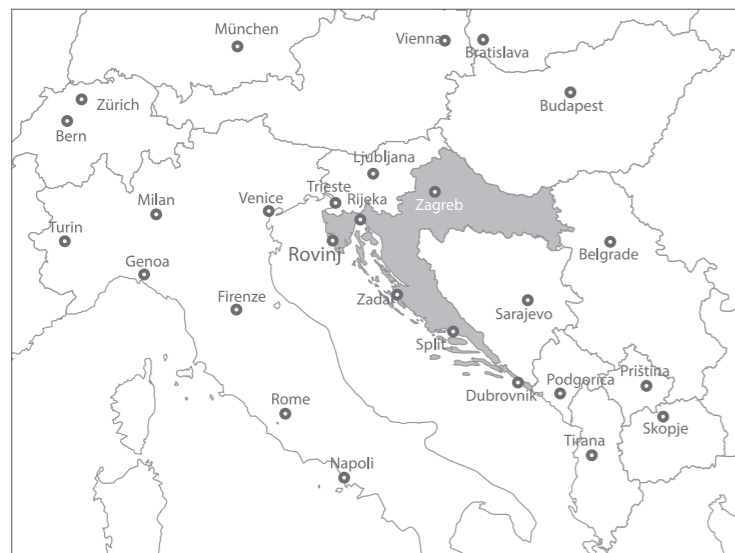 München
Vienna
Bratislava
Zürich
Budapest
Bern
Ljubljana
Trieste
Milan
Venice
Rijeka
Zagreb
Turin
Rovinj
Belgrade
Genoa
Firenze
Zadar
Sarajevo
Split
Podgorica
Priština
Dubrovnik
Rome
Skopje
Tirana
Napoli